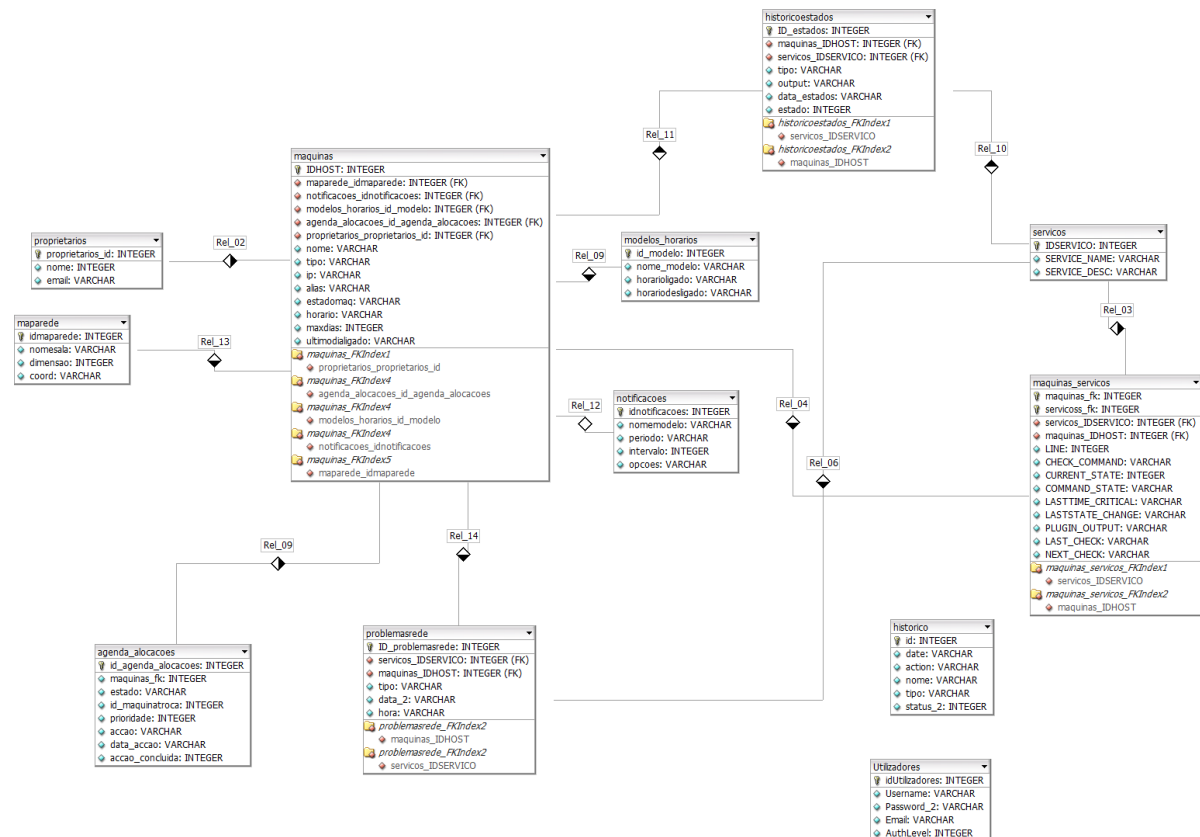 historicoestados
ID_estados: INTEGER
maquinas_IDHOST: INTEGER (FK)
servicos_IDSERVICO: INTEGER (FK)
tipo: VARCHAR
output: VARCHAR
data_estados: VARCHAR
estado: INTEGER
historicoestados_FKIndex1
servicos_IDSERVICO
historicoestados_FKIndex2
maquinas_IDHOST
Rel_11
Rel_10
maquinas
IDHOST: INTEGER
maparede_idmaparede: INTEGER (FK)
notificacoes_idnotificacoes: INTEGER (FK)
modelos_horarios_id_modelo: INTEGER (FK)
agenda_alocacoes_id_agenda_alocacoes: INTEGER (FK)
proprietarios_proprietarios_id: INTEGER (FK)
nome: VARCHAR
tipo: VARCHAR
ip: VARCHAR
alias: VARCHAR
estadomaq: VARCHAR
horario: VARCHAR
maxdias: INTEGER
ultimodialigado: VARCHAR
maquinas_FKIndex1
proprietarios_proprietarios_id
maquinas_FKIndex4
agenda_alocacoes_id_agenda_alocacoes
maquinas_FKIndex4
modelos_horarios_id_modelo
maquinas_FKIndex4
notificacoes_idnotificacoes
maquinas_FKIndex5
maparede_idmaparede
proprietarios
proprietarios_id: INTEGER
nome: INTEGER
email: VARCHAR
Rel_02
Rel_09
modelos_horarios
id_modelo: INTEGER
nome_modelo: VARCHAR
horarioligado: VARCHAR
horariodesligado: VARCHAR
servicos
IDSERVICO: INTEGER
SERVICE_NAME: VARCHAR
SERVICE_DESC: VARCHAR
Rel_03
maparede
idmaparede: INTEGER
nomesala: VARCHAR
dimensao: INTEGER
coord: VARCHAR
Rel_13
Rel_12
notificacoes
idnotificacoes: INTEGER
nomemodelo: VARCHAR
periodo: VARCHAR
intervalo: INTEGER
opcoes: VARCHAR
Rel_04
Rel_06
maquinas_servicos
maquinas_fk: INTEGER
servicoss_fk: INTEGER
servicos_IDSERVICO: INTEGER (FK)
maquinas_IDHOST: INTEGER (FK)
LINE: INTEGER
CHECK_COMMAND: VARCHAR
CURRENT_STATE: INTEGER
COMMAND_STATE: VARCHAR
LASTTIME_CRITICAL: VARCHAR
LASTSTATE_CHANGE: VARCHAR
PLUGIN_OUTPUT: VARCHAR
LAST_CHECK: VARCHAR
NEXT_CHECK: VARCHAR
maquinas_servicos_FKIndex1
servicos_IDSERVICO
maquinas_servicos_FKIndex2
maquinas_IDHOST
Rel_09
Rel_14
agenda_alocacoes
id_agenda_alocacoes: INTEGER
maquinas_fk: INTEGER
estado: VARCHAR
id_maquinatroca: INTEGER
prioridade: INTEGER
accao: VARCHAR
data_accao: VARCHAR
accao_concluida: INTEGER
problemasrede
ID_problemasrede: INTEGER
servicos_IDSERVICO: INTEGER (FK)
maquinas_IDHOST: INTEGER (FK)
tipo: VARCHAR
data_2: VARCHAR
hora: VARCHAR
problemasrede_FKIndex2
maquinas_IDHOST
problemasrede_FKIndex2
servicos_IDSERVICO
historico
id: INTEGER
date: VARCHAR
action: VARCHAR
nome: VARCHAR
tipo: VARCHAR
status_2: INTEGER
Utilizadores
idUtilizadores: INTEGER
Username: VARCHAR
Password_2: VARCHAR
Email: VARCHAR
AuthLevel: INTEGER